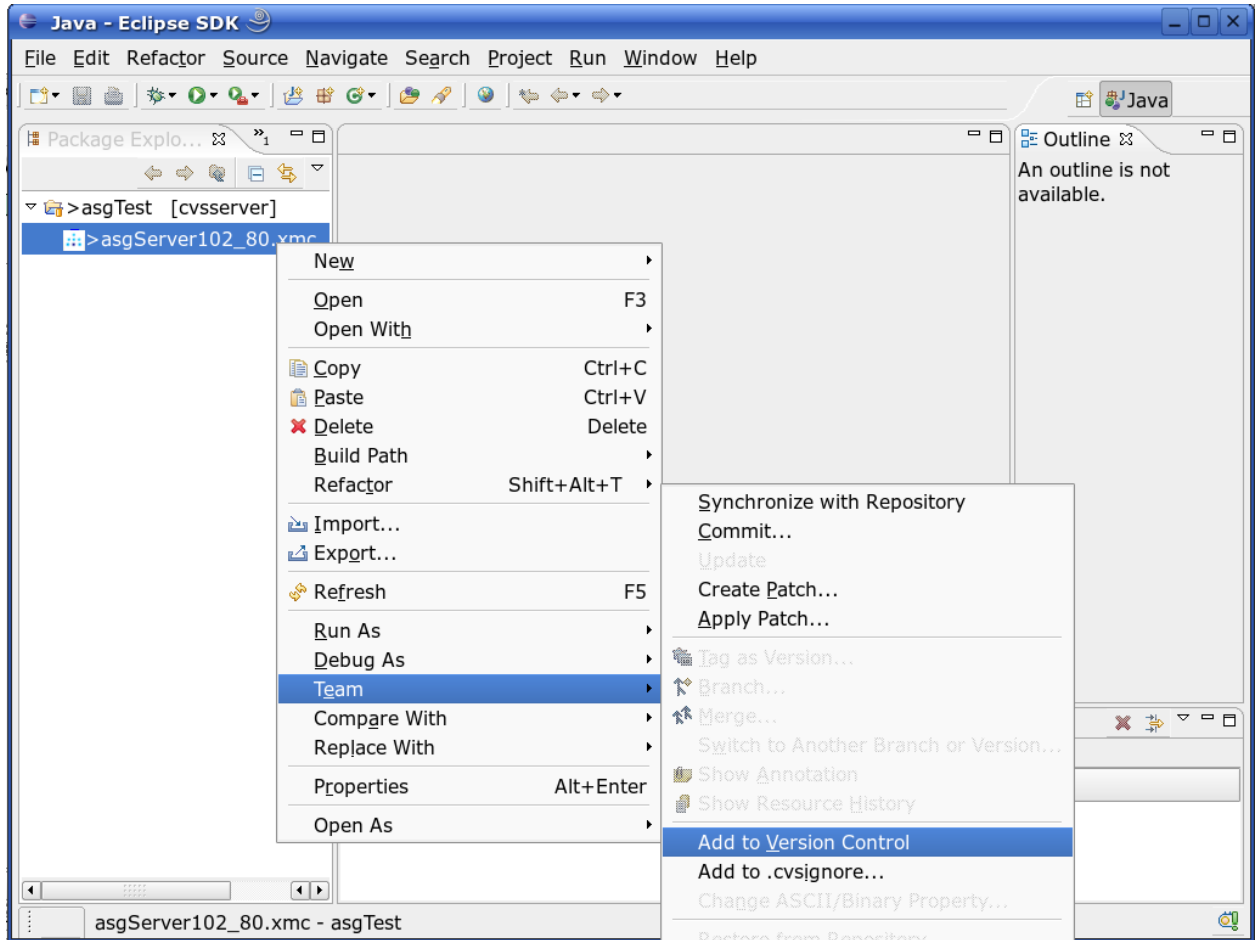 Java - Eclipse SDK
File Edit Refactor Source Navigate Search Project Run Window Help
Java
Package Explo... »1
Outline
An outline is not
available.
>asgTest [cvsserver]
>asgServer102_80.xmc
New
Open F3
Open With
Copy Ctrl+C
Paste Ctrl+V
Delete Delete
Build Path
Refactor Shift+Alt+T
Import...
Export...
Refresh F5
Run As
Debug As
Team
Compare With
Replace With
Properties Alt+Enter
Open As
Synchronize with Repository
Commit...
Update
Create Patch...
Apply Patch...
Tag as Version...
Branch...
Merge...
Switch to Another Branch or Version...
Show Annotation
Show Resource History
Add to Version Control
Add to .cvsignore...
Change ASCII/Binary Property...
Restore from Repository
asgServer102_80.xmc - asgTest